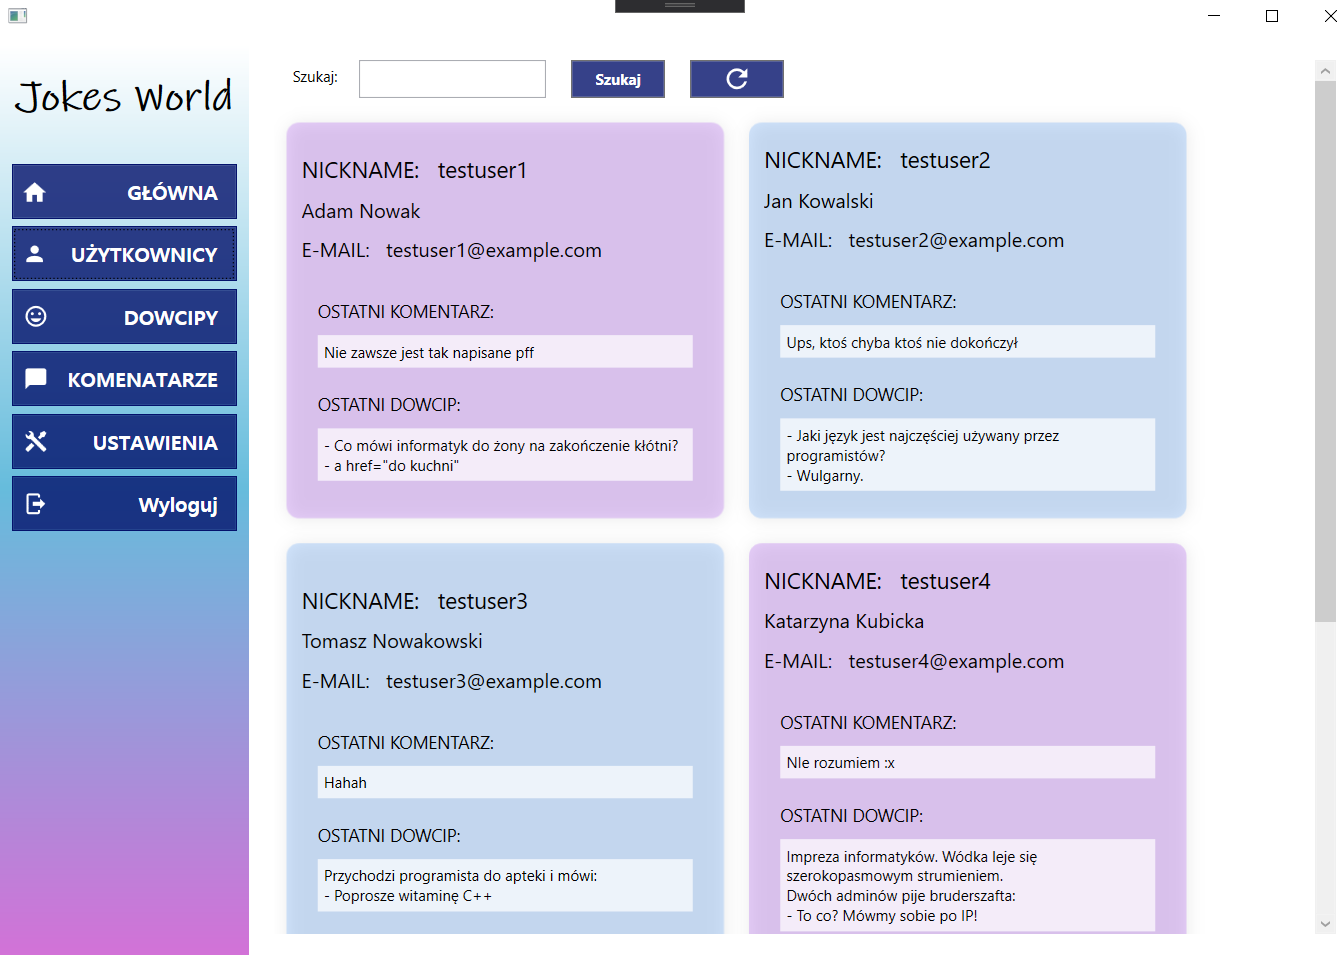 Jokes World
GŁÓWNA
UŻYTKOWNICY
DOWCIPY
KOMENATARZE
USTAWIENIA
Wyloguj
Szukaj:
Szukaj
NICKNAME: testuser1
Adam Nowak
E-MAIL: testuser1@example.com
OSTATNI KOMENTARZ:
Nie zawsze jest tak napisane pff
OSTATNI DOWCIP:
- Co mówi informatyk do żony na zakończenie kłótni?
- a href="do kuchni"
NICKNAME: testuser2
Jan Kowalski
E-MAIL: testuser2@example.com
OSTATNI KOMENTARZ:
Ups, ktoś chyba ktoś nie dokończył
OSTATNI DOWCIP:
- Jaki język jest najczęściej używany przez
programistów?
- Wulgarny.
NICKNAME: testuser3
Tomasz Nowakowski
E-MAIL: testuser3@example.com
OSTATNI KOMENTARZ:
Hahah
OSTATNI DOWCIP:
Przychodzi programista do apteki i mówi:
- Poprosze witaminę C++
NICKNAME: testuser4
Katarzyna Kubicka
E-MAIL: testuser4@example.com
OSTATNI KOMENTARZ:
NIe rozumiem :x
OSTATNI DOWCIP:
Impreza informatyków. Wódka leje się
szerokopasmowym strumieniem.
Dwóch adminów pije bruderszafta:
- To co? Mówmy sobie po IP!